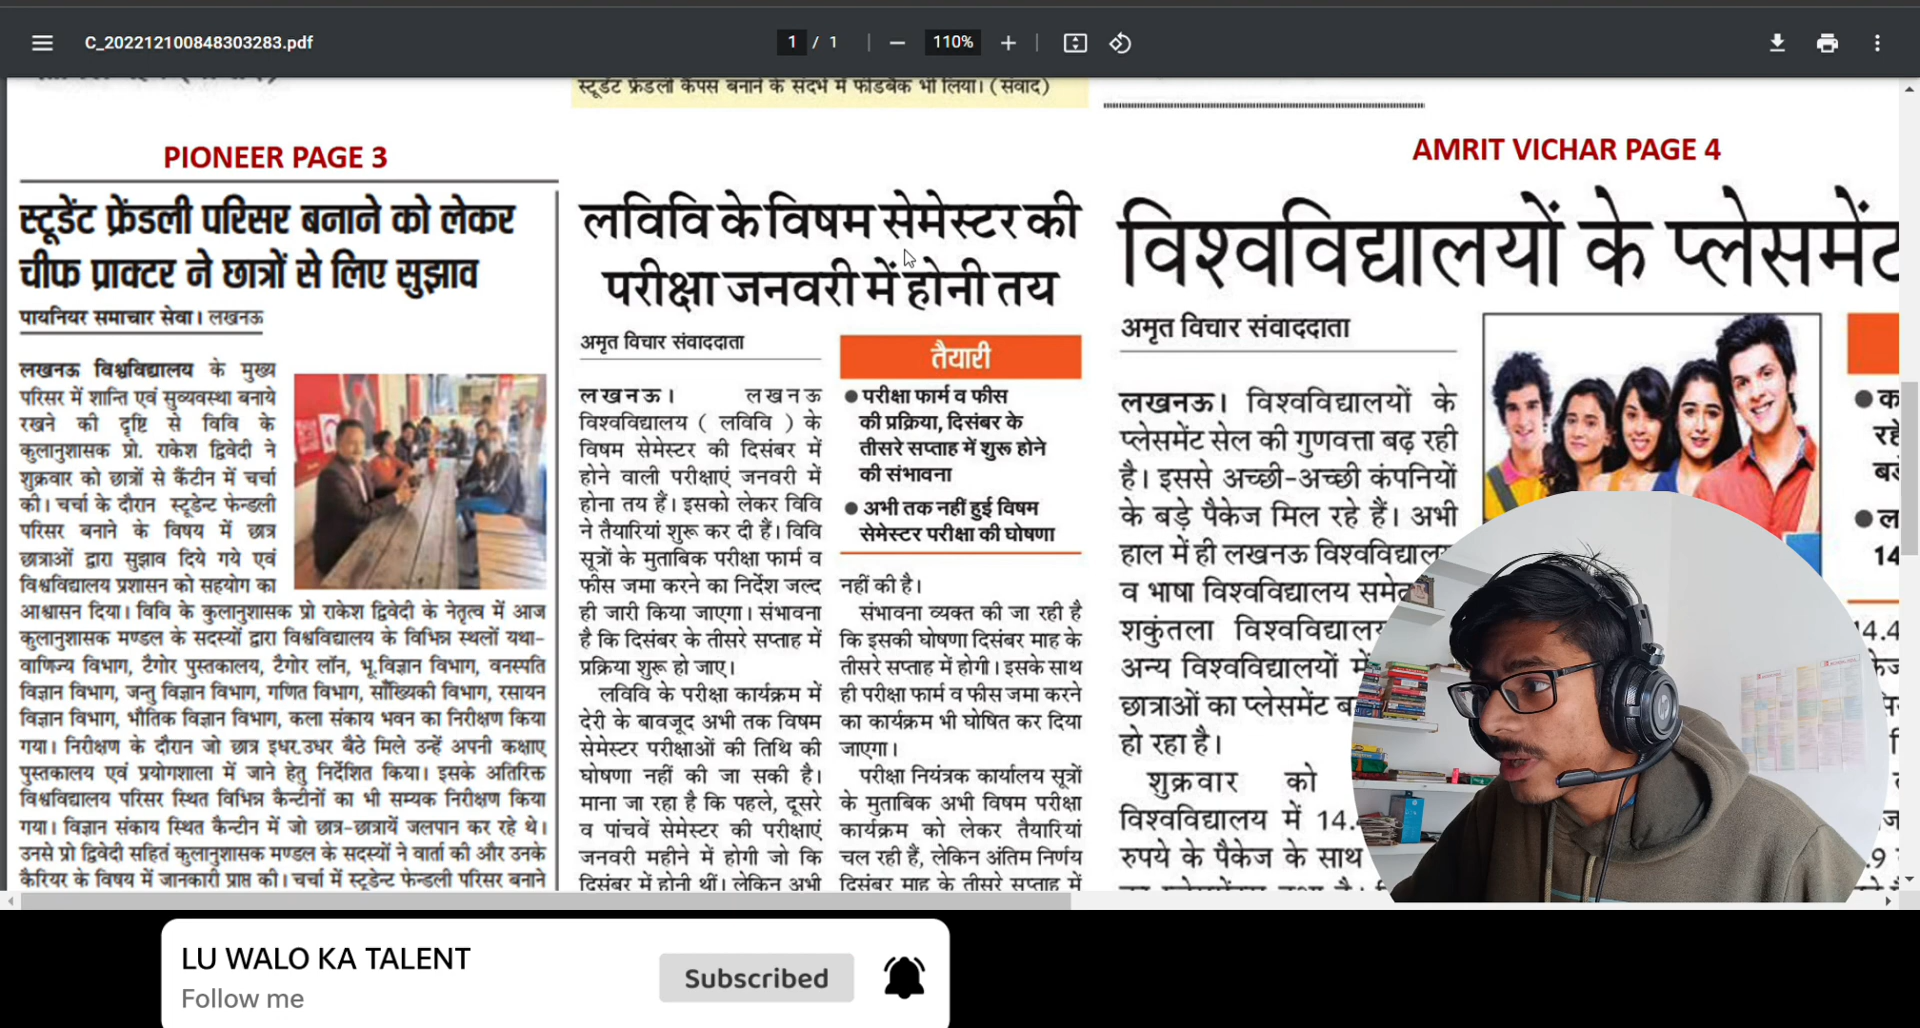 C_202212100848303283.pdf
1 / 1
110%
स्टूडेंट फ्रेंडली कैंपस बनाने के संदर्भ में फीडबैक भी लिया। (संवाद)
PIONEER PAGE 3
स्टूडेंट फ्रेंडली परिसर बनाने को लेकर
चीफ प्राक्टर ने छात्रों से लिए सुझाव
पायनियर समाचार सेवा। लखनऊ
लखनऊ विश्वविद्यालय के मुख्य
परिसर में शान्ति एवं सुव्यवस्था बनाये
रखने की दृष्टि से विवि के
कुलानुशासक प्रो. राकेश द्विवेदी ने
शुक्रवार को छात्रों से कैंटीन में चर्चा
की। चर्चा के दौरान स्टूडेन्ट फेन्डली
परिसर बनाने के विषय में छात्र
छात्राओं द्वारा सुझाव दिये गये एवं
विश्वविद्यालय प्रशासन को सहयोग का
आश्वासन दिया। विवि के कुलानुशासक प्रो राकेश द्विवेदी के नेतृत्व में आज
कुलानुशासक मण्डल के सदस्यों द्वारा विश्वविद्यालय के विभिन्न स्थलों यथा-
वाणिज्य विभाग, टैगोर पुस्तकालय, टैगोर लॉन, भू.विज्ञान विभाग, वनस्पति
विज्ञान विभाग, जन्तु विज्ञान विभाग, गणित विभाग, साँख्यिकी विभाग, रसायन
विज्ञान विभाग, भौतिक विज्ञान विभाग, कला संकाय भवन का निरीक्षण किया
गया। निरीक्षण के दौरान जो छात्र इधर.उधर बैठे मिले उन्हें अपनी कक्षाए
पुस्तकालय एवं प्रयोगशाला में जाने हेतु निर्देशित किया। इसके अतिरिक्त
विश्वविद्यालय परिसर स्थित विभिन्न कैन्टीनों का भी सम्यक निरीक्षण किया
गया। विज्ञान संकाय स्थित कैन्टीन में जो छात्र-छात्रायें जलपान कर रहे थे।
उनसे प्रो द्विवेदी सहित कुलानुशासक मण्डल के सदस्यों ने वार्ता की और उनके
कैरियर के विषय में जानकारी प्राप्त की। चर्चा में स्टूडेन्ट फेन्डली परिसर बनाने
लविवि के विषम सेमेस्टर की
परीक्षा जनवरी में होनी तय
अमृत विचार संवाददाता
लखनऊ। लखनऊ
विश्वविद्यालय ( लविवि ) के
विषम सेमेस्टर की दिसंबर में
होने वाली परीक्षाएं जनवरी में
होना तय हैं। इसको लेकर विवि
ने तैयारियां शुरू कर दी हैं। विवि
सूत्रों के मुताबिक परीक्षा फार्म व
फीस जमा करने का निर्देश जल्द
ही जारी किया जाएगा। संभावना
है कि दिसंबर के तीसरे सप्ताह में
प्रक्रिया शुरू हो जाए।
लविवि के परीक्षा कार्यक्रम में
देरी के बावजूद अभी तक विषम
सेमेस्टर परीक्षाओं की तिथि की
घोषणा नहीं की जा सकी है।
माना जा रहा है कि पहले, दूसरे
व पांचवें सेमेस्टर की परीक्षाएं
जनवरी महीने में होगी जो कि
दिसंबर में होनी थीं। लेकिन अभी
तैयारी
● परीक्षा फार्म व फीस
की प्रक्रिया, दिसंबर के
तीसरे सप्ताह में शुरू होने
की संभावना
● अभी तक नहीं हुई विषम
सेमेस्टर परीक्षा की घोषणा
नहीं की है।
संभावना व्यक्त की जा रही है
कि इसकी घोषणा दिसंबर माह के
तीसरे सप्ताह में होगी। इसके साथ
ही परीक्षा फार्म व फीस जमा करने
का कार्यक्रम भी घोषित कर दिया
जाएगा।
परीक्षा नियंत्रक कार्यालय सूत्रों
के मुताबिक अभी विषम परीक्षा
कार्यक्रम को लेकर तैयारियां
चल रही हैं, लेकिन अंतिम निर्णय
दिसंबर माह के तीसरे सप्ताह में
AMRIT VICHAR PAGE 4
विश्वविद्यालयों के प्लेसमेंट
अमृत विचार संवाददाता
लखनऊ। विश्वविद्यालयों के
प्लेसमेंट सेल की गुणवत्ता बढ़ रही
है। इससे अच्छी-अच्छी कंपनियों
के बड़े पैकेज मिल रहे हैं। अभी
हाल में ही लखनऊ
व भाषा विश्वविद्यालय
शकुंतला
अन्य विश्वविद्यालयों में
छात्राओं का प्लेसमेंट
हो रहा है।
शुक्रवार को
विश्वविद्यालय में 14.
रुपये के पैकेज के साथ
LU WALO KA TALENT
Follow me
Subscribed